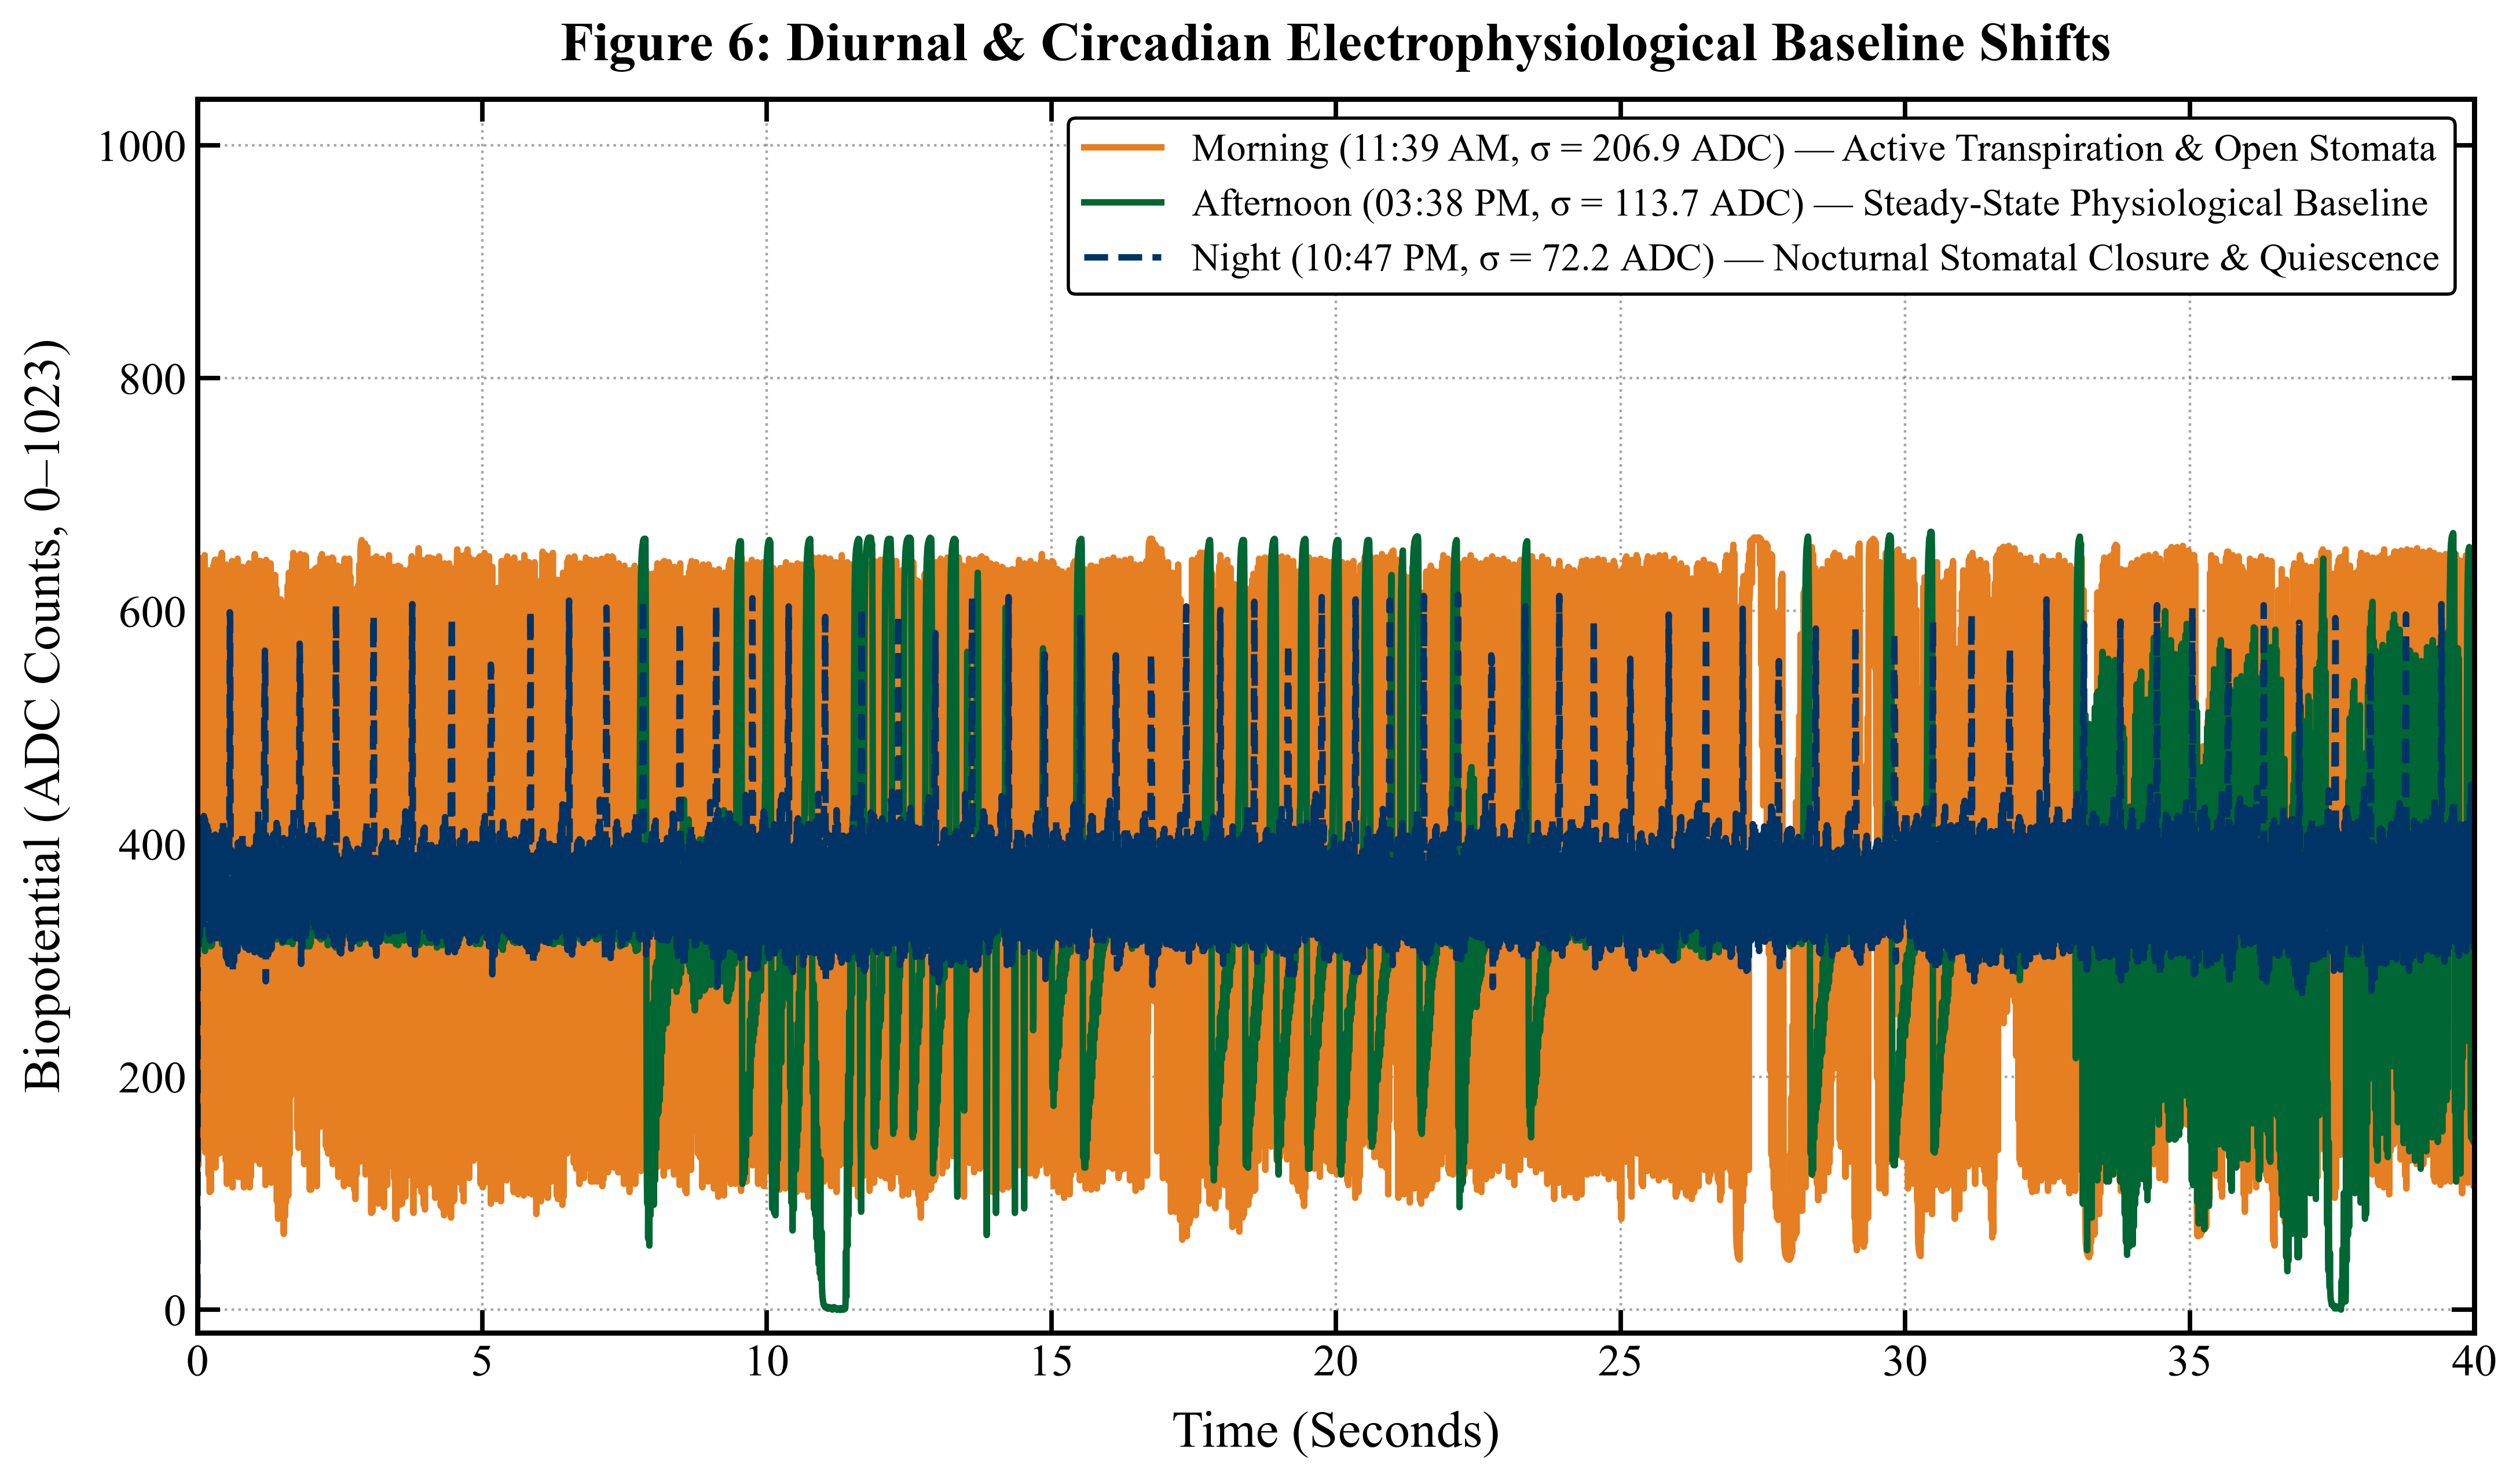 Figure 6: Diurnal & Circadian Electrophysiological Baseline Shifts
Morning (11:39 AM, σ = 206.9 ADC) — Active Transpiration & Open Stomata
Afternoon (03:38 PM, σ = 113.7 ADC) — Steady-State Physiological Baseline
Night (10:47 PM, σ = 72.2 ADC) — Nocturnal Stomatal Closure & Quiescence
Biopotential (ADC Counts, 0–1023)
1000
800
600
400
200
0
0 5 10 15 20 25 30 35 40
Time (Seconds)